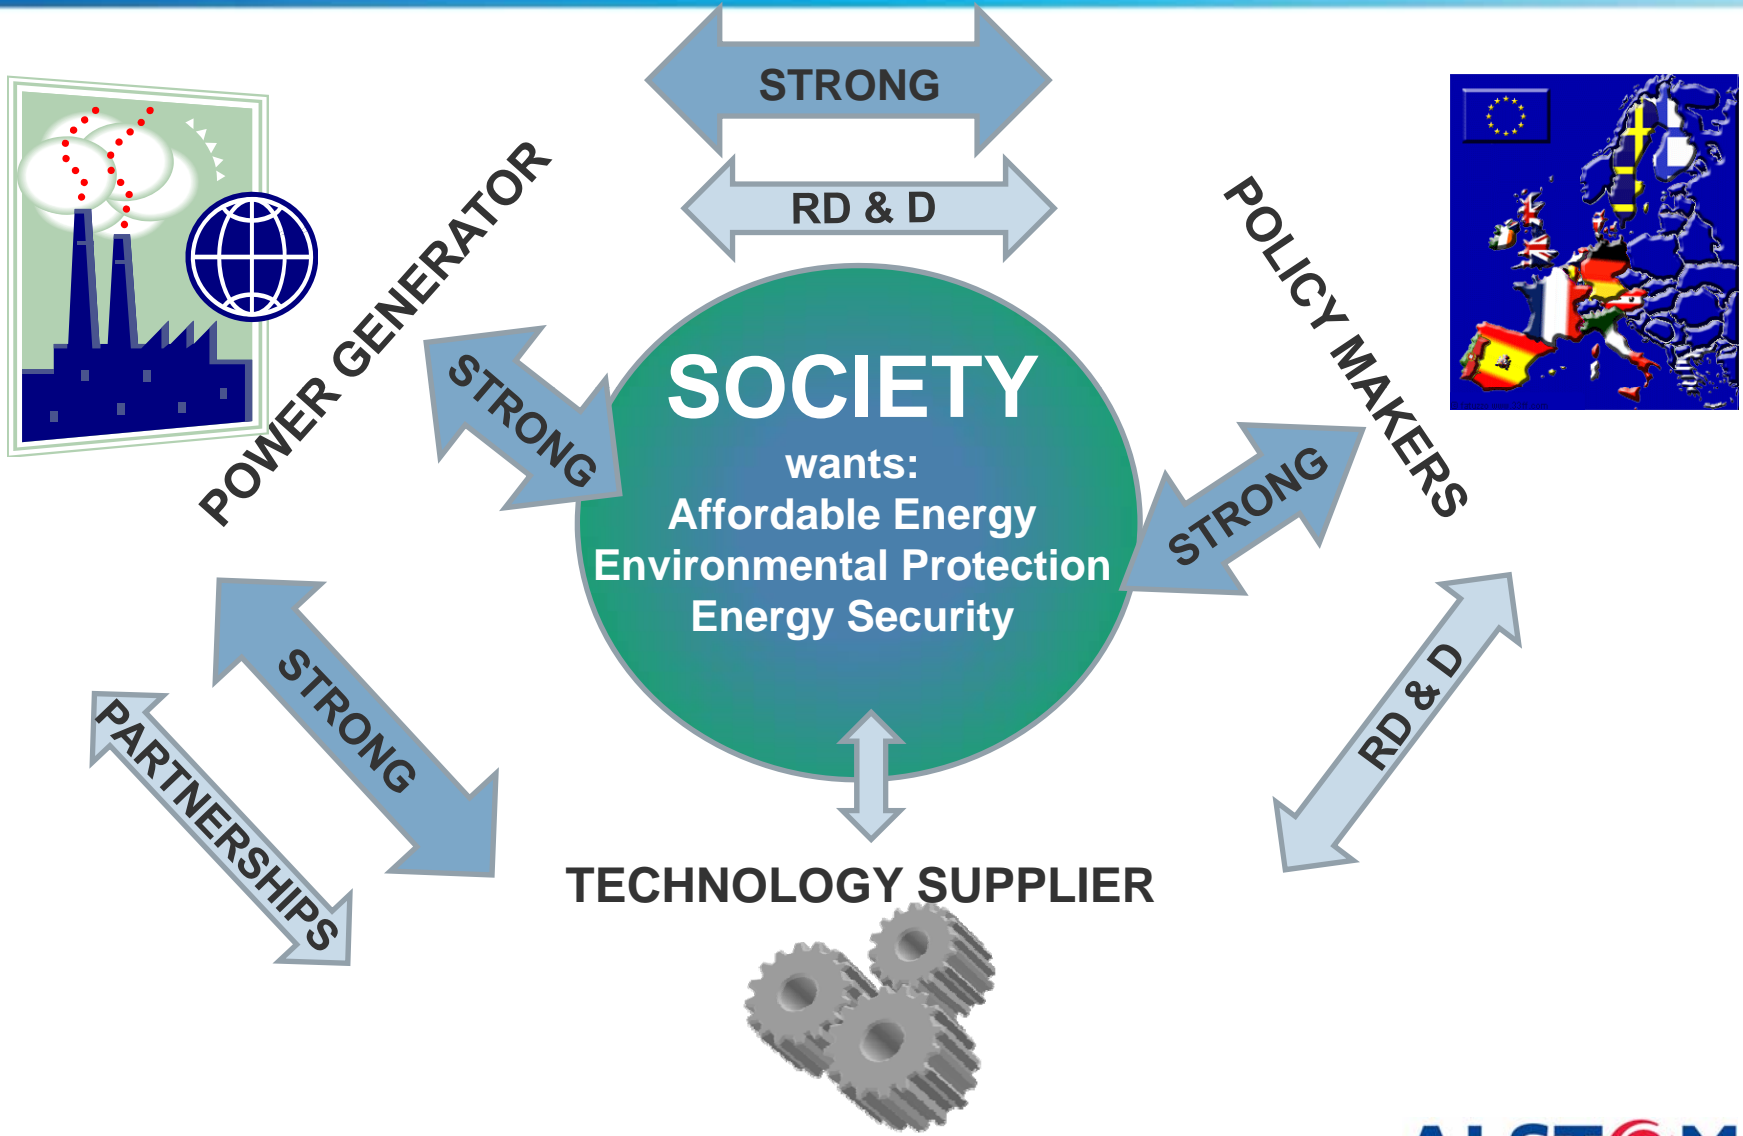 STRONG
RD & D
POWER GENERATOR
POLICY MAKERS
STRONG
SOCIETY
wants:
Affordable Energy
Environmental Protection
Energy Security
STRONG
STRONG
PARTNERSHIPS
RD & D
TECHNOLOGY SUPPLIER
ALSTOM